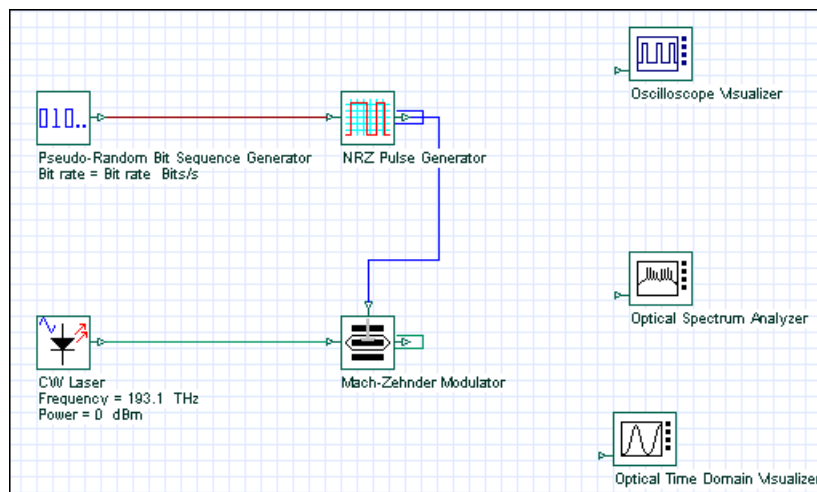 Oscilloscope Visualizer
010..
Pseudo-Random Bit Sequence Generator
Bit rate = Bit rate Bits/s
NRZ Pulse Generator
Optical Spectrum Analyzer
CW Laser
Frequency = 193.1 THz
Power = 0 dBm
Mach-Zehnder Modulator
Optical Time Domain Visualizer